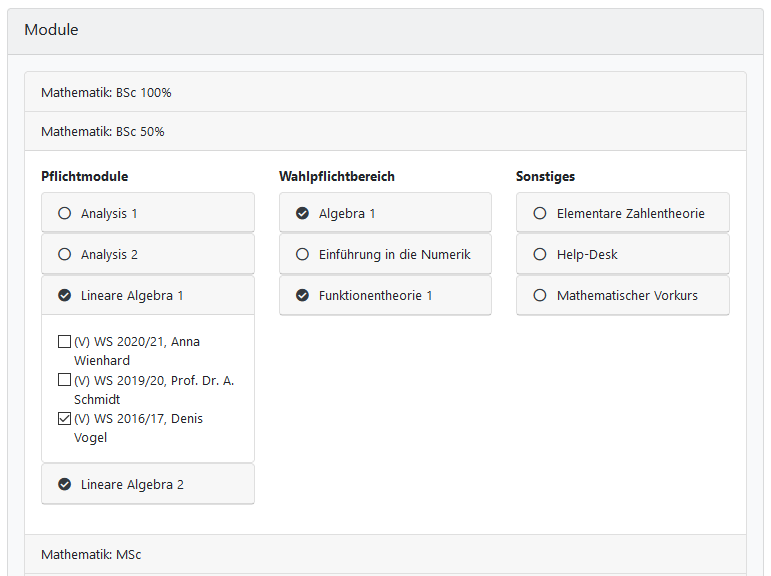 Module
Mathematik: BSc 100%
Mathematik: BSc 50%
Pflichtmodule
Analysis 1
Analysis 2
Lineare Algebra 1
(V) WS 2020/21, Anna
Wienhard
(V) WS 2019/20, Prof. Dr. A.
Schmidt
(V) WS 2016/17, Denis
Vogel
Lineare Algebra 2
Wahlpflichtbereich
Algebra 1
Einführung in die Numerik
Funktionentheorie 1
Sonstiges
Elementare Zahlentheorie
Help-Desk
Mathematischer Vorkurs
Mathematik: MSc